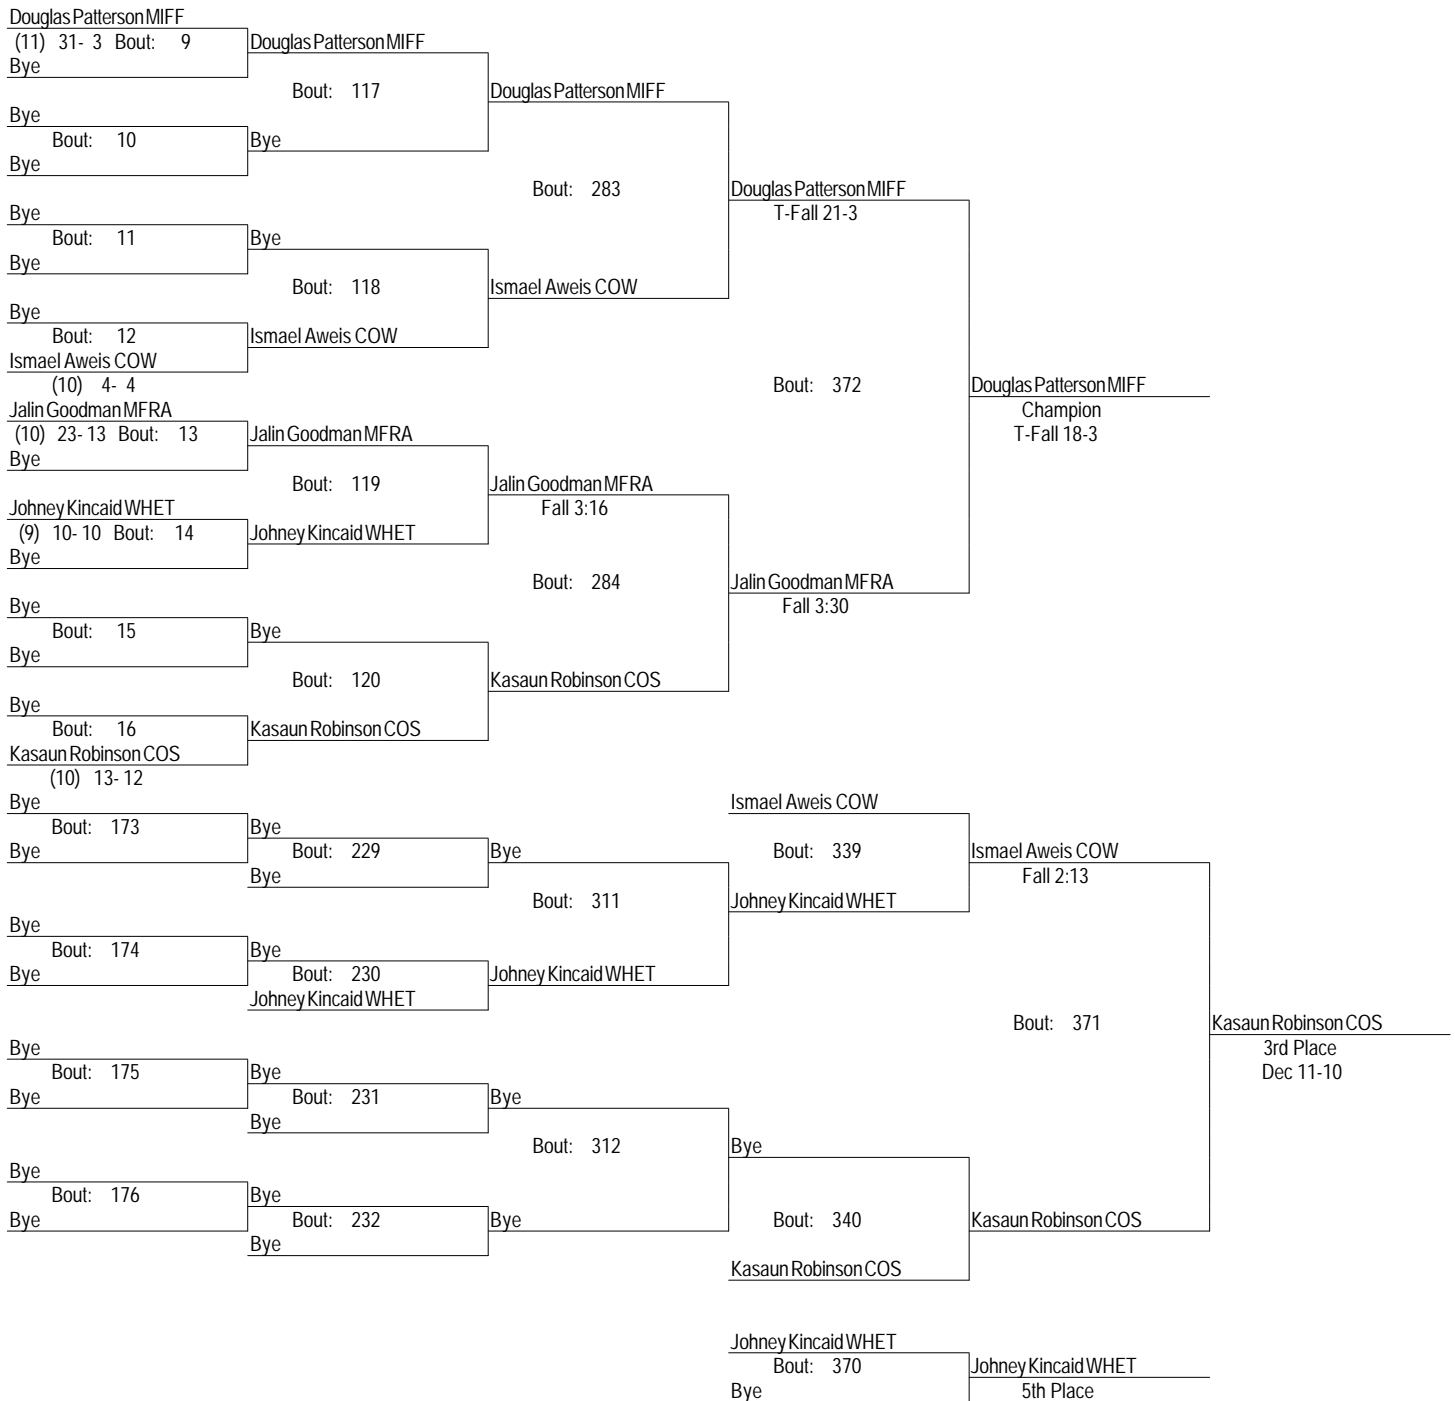 Douglas Patterson MIFF
(11) 31- 3 Bout: 9 Douglas Patterson MIFF
Bye
Bout: 117 Douglas Patterson MIFF
Bye
Bout: 10 Bye
Bye
Bout: 283 Douglas Patterson MIFF
T-Fall 21-3
Bye
Bout: 11 Bye
Bye
Bout: 118 Ismael Aweis COW
Bye
Bout: 12 Ismael Aweis COW
Ismael Aweis COW
(10) 4- 4 Bout: 372 Douglas Patterson MIFF
Jalin Goodman MFRA Champion
(10) 23- 13 Bout: 13 Jalin Goodman MFRA T-Fall 18-3
Bye
Bout: 119 Jalin Goodman MFRA
Johney Kincaid WHET Fall 3:16
(9) 10- 10 Bout: 14 Johney Kincaid WHET
Bye
Bout: 284 Jalin Goodman MFRA
Bye Fall 3:30
Bout: 15 Bye
Bye
Bout: 120 Kasaun Robinson COS
Bye
Bout: 16 Kasaun Robinson COS
Kasaun Robinson COS
(10) 13- 12
Bye Ismael Aweis COW
Bout: 173 Bye
Bye Bout: 229 Bye Bout: 339 Ismael Aweis COW
Bye Fall 2:13
Bout: 311 Johney Kincaid WHET
Bye
Bout: 174 Bye
Bye Bout: 230 Johney Kincaid WHET
Johney Kincaid WHET
Bout: 371 Kasaun Robinson COS
Bye 3rd Place
Bout: 175 Bye Dec 11-10
Bye Bout: 231 Bye
Bye
Bout: 312 Bye
Bye
Bout: 176 Bye
Bye Bout: 232 Bye Bout: 340 Kasaun Robinson COS
Bye
Kasaun Robinson COS
Johney Kincaid WHET
Bout: 370 Johney Kincaid WHET
Bye 5th Place